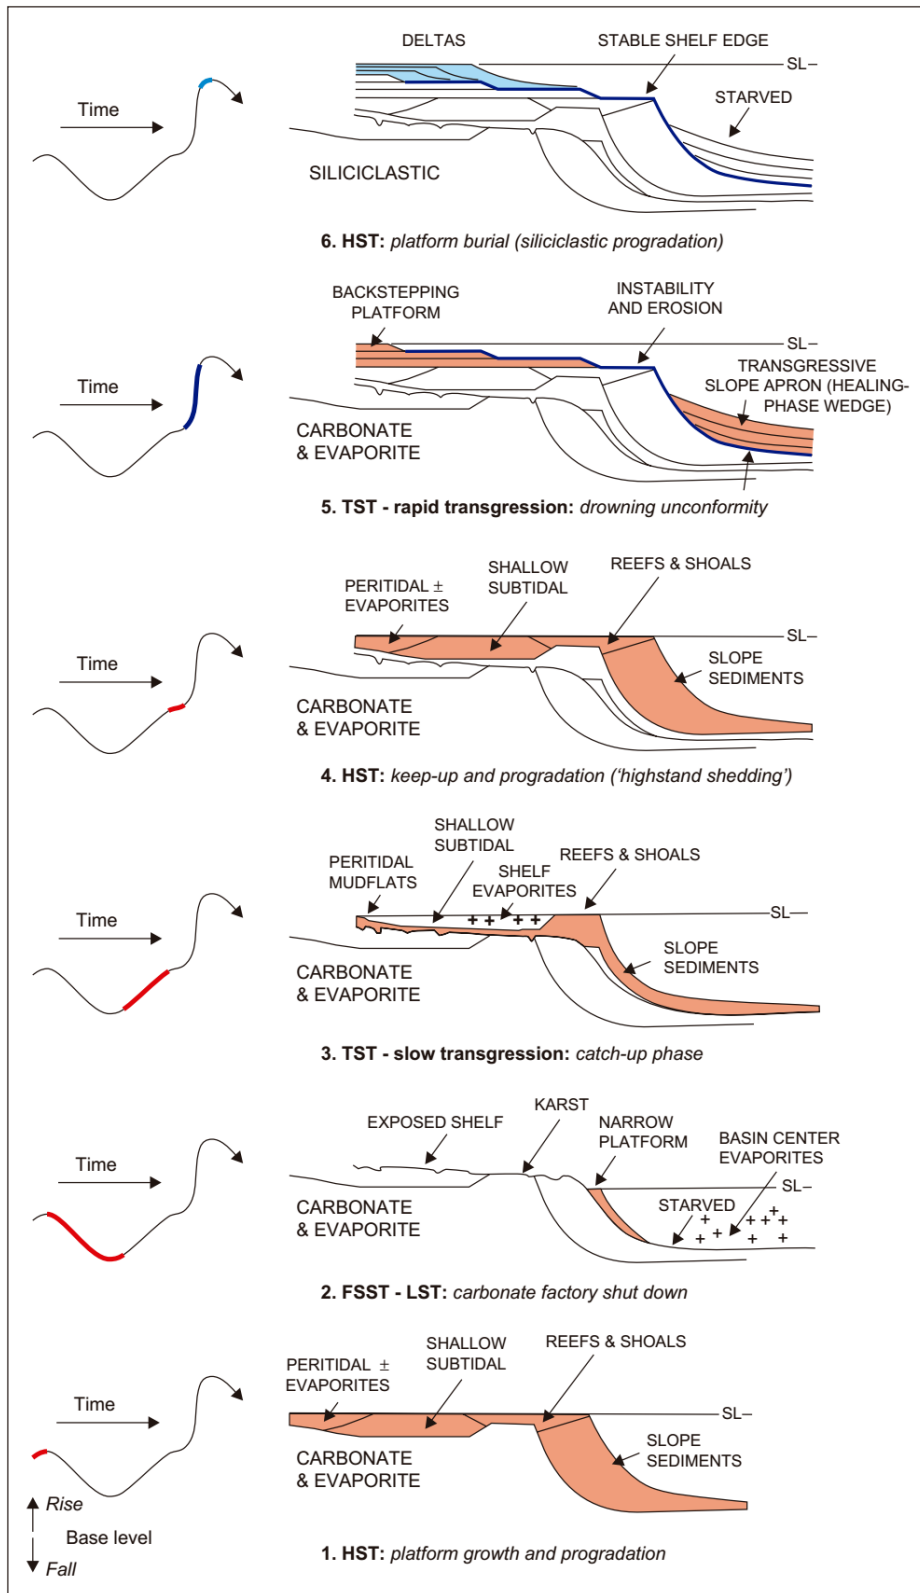 DELTAS
STABLE SHELF EDGE
SL
Time
STARVED
SILICICLASTIC
6. HST: platform burial (siliciclastic progradation)
BACKSTEPPING
PLATFORM
INSTABILITY
AND EROSION
SL
Time
TRANSGRESSIVE
SLOPE APRON (HEALING-
PHASE WEDGE)
CARBONATE
& EVAPORITE
5. TST - rapid transgression: drowning unconformity
PERITIDAL ±
EVAPORITES
SHALLOW
SUBTIDAL
REEFS & SHOALS
SL
Time
SLOPE
SEDIMENTS
CARBONATE
& EVAPORITE
4. HST: keep-up and progradation (‘highstand shedding’)
PERITIDAL
MUDFLATS
SHALLOW
SUBTIDAL
SHELF
EVAPORITES
REEFS & SHOALS
SL
Time
SLOPE
SEDIMENTS
CARBONATE
& EVAPORITE
3. TST - slow transgression: catch-up phase
EXPOSED SHELF
KARST
NARROW
PLATFORM
BASIN CENTER
EVAPORITES
SL
Time
STARVED
CARBONATE
& EVAPORITE
2. FSST - LST: carbonate factory shut down
PERITIDAL ±
EVAPORITES
SHALLOW
SUBTIDAL
REEFS & SHOALS
SL
Time
SLOPE
SEDIMENTS
CARBONATE
& EVAPORITE
Rise
Base level
Fall
1. HST: platform growth and progradation